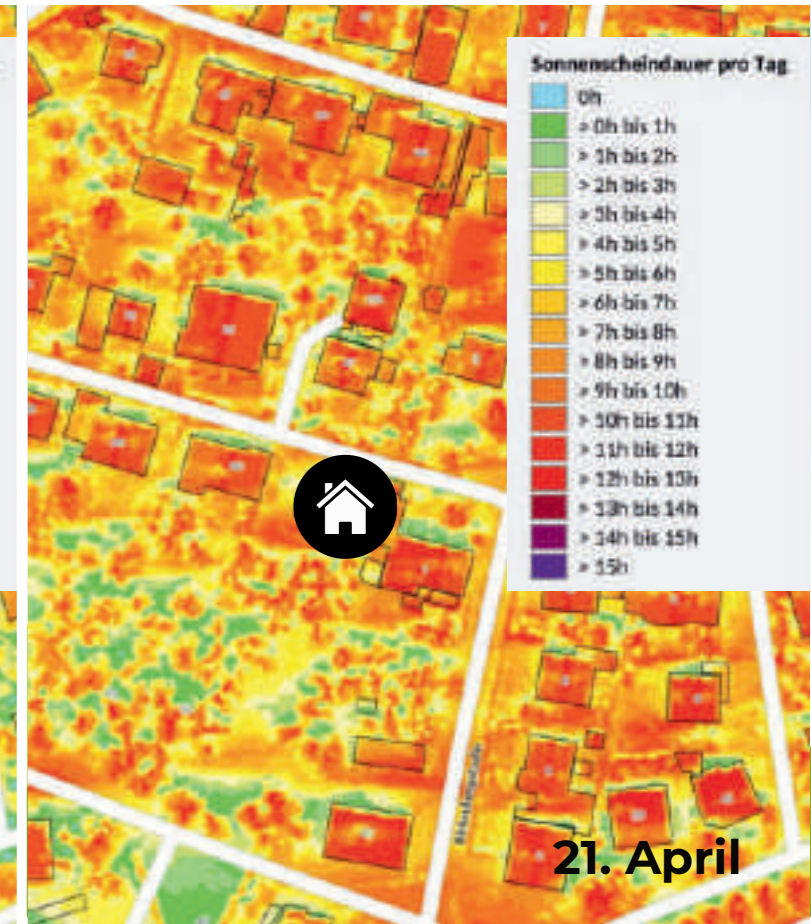 Sonnenscheindauer pro Tag
0h
> 0h bis 1h
> 1h bis 2h
> 2h bis 3h
> 3h bis 4h
> 4h bis 5h
> 5h bis 6h
> 6h bis 7h
> 7h bis 8h
> 8h bis 9h
> 9h bis 10h
> 10h bis 11h
> 11h bis 12h
> 12h bis 13h
> 13h bis 14h
> 14h bis 15h
> 15h
21. April